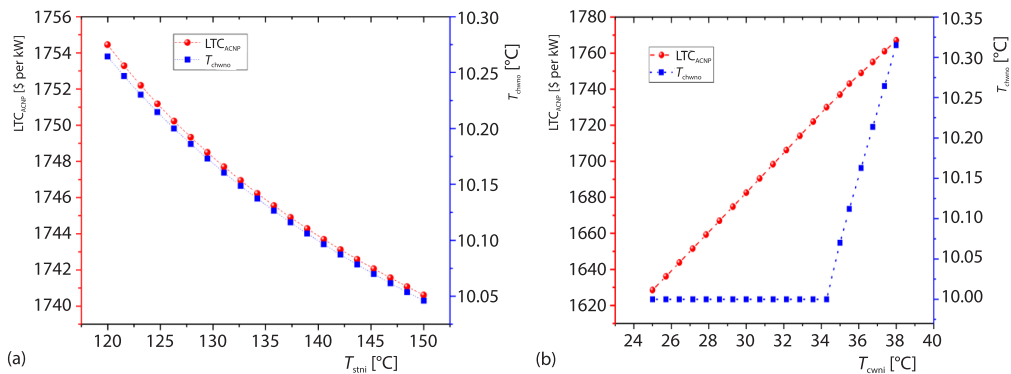 LTC_ACNP [$ per kW]
1756
1754
1752
1750
1748
1746
1744
1742
1740
LTC_ACNP
T_chwno
10.30
10.25
10.20
10.15
10.10
10.05
T_chwno [°C]
120 125 130 135 140 145 150
(a) T_stni [°C]
LTC_ACNP [$ per kW]
1780
1760
1740
1720
1700
1680
1660
1640
1620
LTC_ACNP
T_chwno
10.35
10.30
10.25
10.20
10.15
10.10
10.05
10.00
T_chwno [°C]
24 26 28 30 32 34 36 38 40
(b) T_cwni [°C]